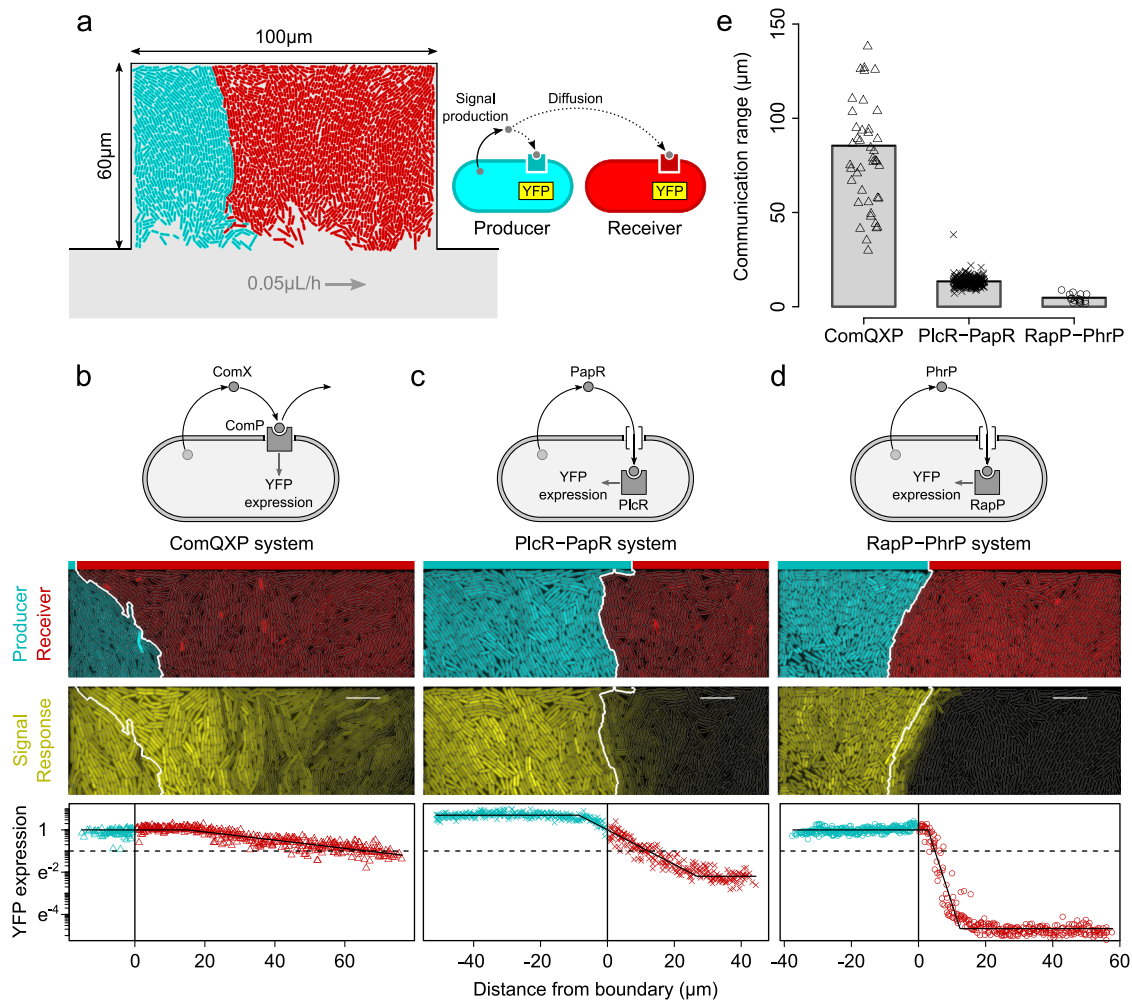 a
100µm
60µm
0.05µL/h
Signal
production
Diffusion
YFP
YFP
Producer
Receiver
e
Communication range (µm)
150
100
50
0
ComQXP
PlcR−PapR
RapP−PhrP
b
ComX
ComP
YFP
expression
ComQXP system
c
PapR
YFP
expression
PlcR
PlcR−PapR system
d
PhrP
YFP
expression
RapP
RapP−PhrP system
Producer
Receiver
Signal
Response
YFP expression
1
e-2
e-4
0
20
40
60
-40
-20
0
20
40
-40
-20
0
20
40
60
Distance from boundary (µm)